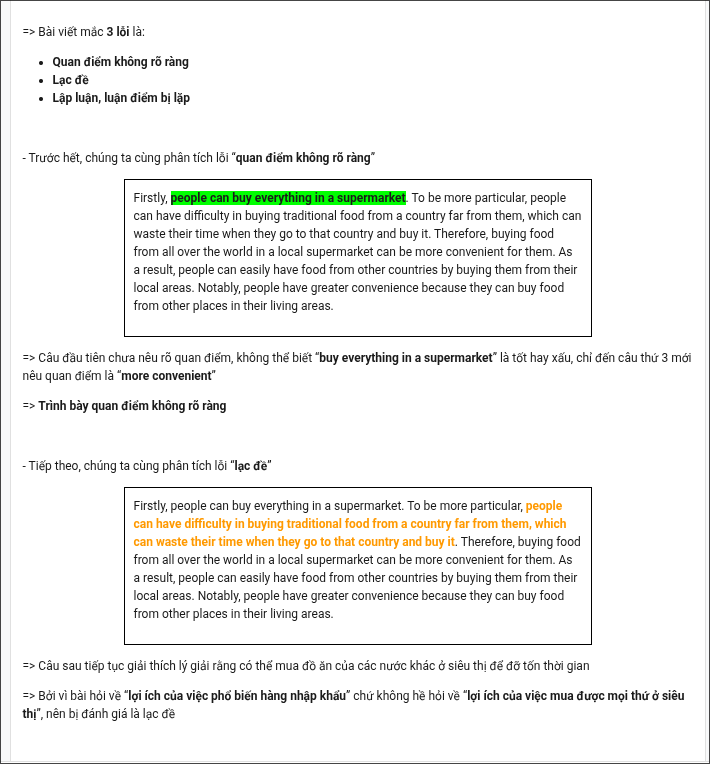 => Bài viết mắc 3 lỗi là:
Quan điểm không rõ ràng
Lạc đề
Lập luận, luận điểm bị lặp
- Trước hết, chúng ta cùng phân tích lỗi “quan điểm không rõ ràng”
Firstly, people can buy everything in a supermarket. To be more particular, people
can have difficulty in buying traditional food from a country far from them, which can
waste their time when they go to that country and buy it. Therefore, buying food
from all over the world in a local supermarket can be more convenient for them. As
a result, people can easily have food from other countries by buying them from their
local areas. Notably, people have greater convenience because they can buy food
from other places in their living areas.
=> Câu đầu tiên chưa nêu rõ quan điểm, không thể biết “buy everything in a supermarket” là tốt hay xấu, chỉ đến câu thứ 3 mới
nêu quan điểm là “more convenient”
=> Trình bày quan điểm không rõ ràng
- Tiếp theo, chúng ta cùng phân tích lỗi “lạc đề”
Firstly, people can buy everything in a supermarket. To be more particular, people
can have difficulty in buying traditional food from a country far from them, which
can waste their time when they go to that country and buy it. Therefore, buying food
from all over the world in a local supermarket can be more convenient for them. As
a result, people can easily have food from other countries by buying them from their
local areas. Notably, people have greater convenience because they can buy food
from other places in their living areas.
=> Câu sau tiếp tục giải thích lý giải rằng có thể mua đồ ăn của các nước khác ở siêu thị để đỡ tốn thời gian
=> Bởi vì bài hỏi về “lợi ích của việc phổ biến hàng nhập khẩu” chứ không hề hỏi về “lợi ích của việc mua được mọi thứ ở siêu
thị”, nên bị đánh giá là lạc đề